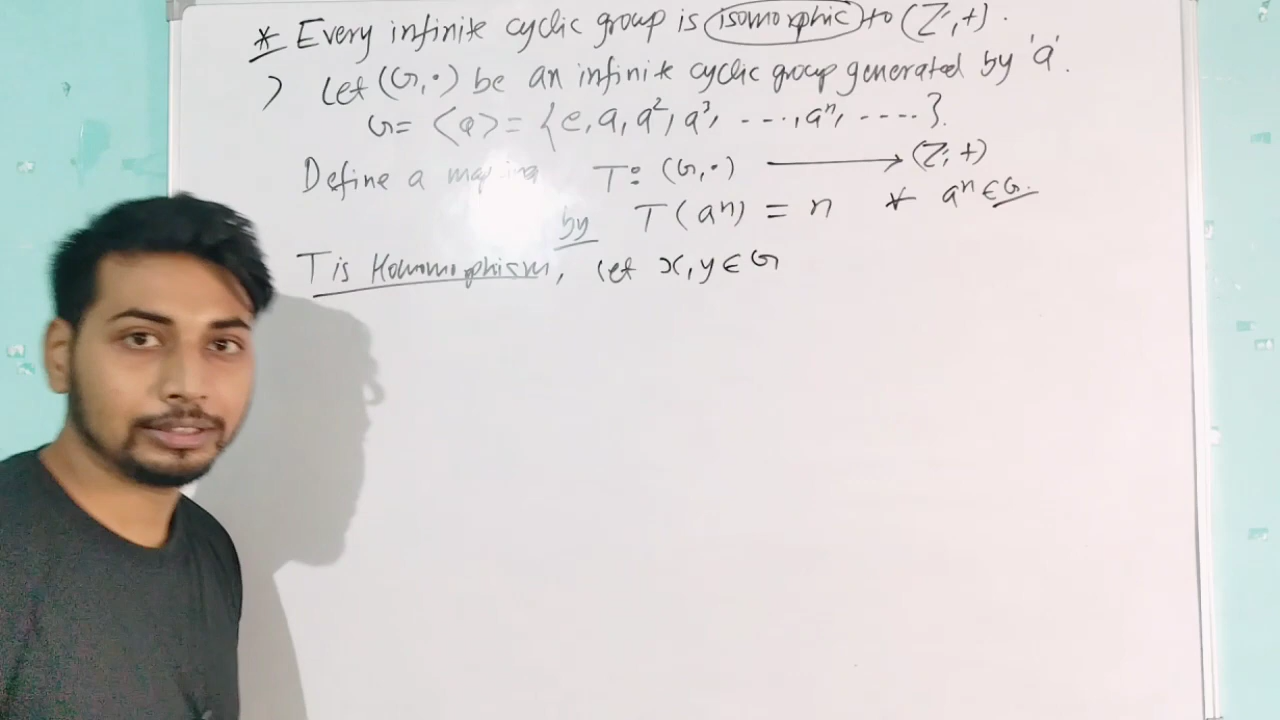 * Every infinite cyclic group is isomorphic to (Z, +).
> Let (G, ·) be an infinite cyclic group generated by 'a'.
G = <a> = {e, a, a², a³, ----, aⁿ, ----}.
Define a mapping T: (G, ·) → (Z, +)
by T(aⁿ) = n * aⁿ ∈ G.
T is Homomorphism, let x, y ∈ G